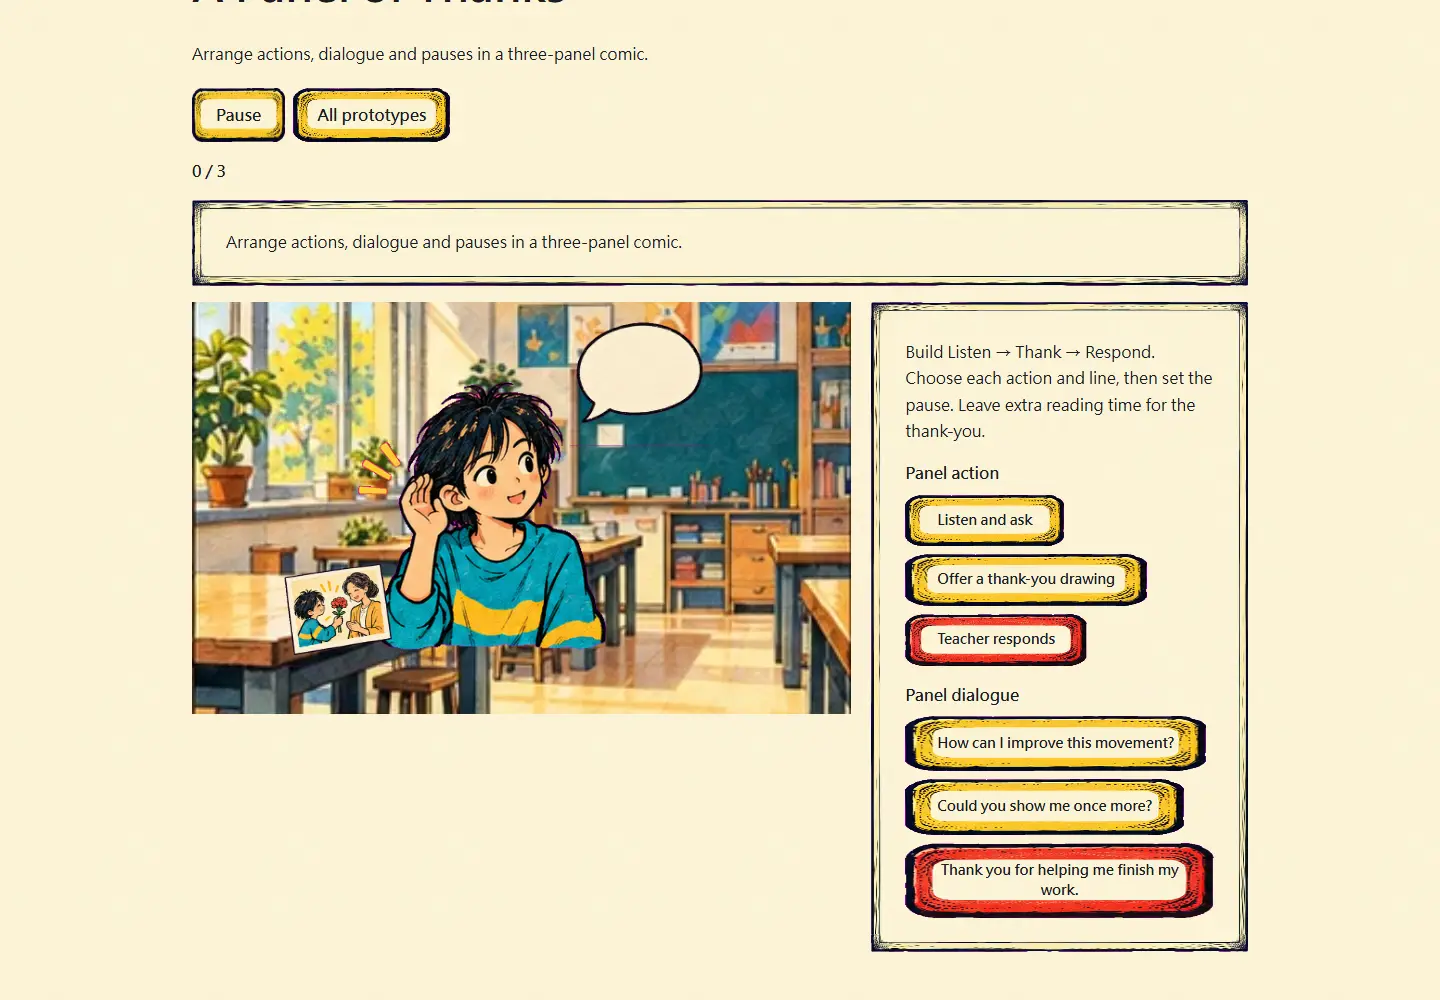 A Panel of Thanks
Arrange actions, dialogue and pauses in a three-panel comic.
Pause
All prototypes
0 / 3
Arrange actions, dialogue and pauses in a three-panel comic.
Build Listen → Thank → Respond.
Choose each action and line, then set the
pause. Leave extra reading time for the
thank-you.
Panel action
Listen and ask
Offer a thank-you drawing
Teacher responds
Panel dialogue
How can I improve this movement?
Could you show me once more?
Thank you for helping me finish my
work.